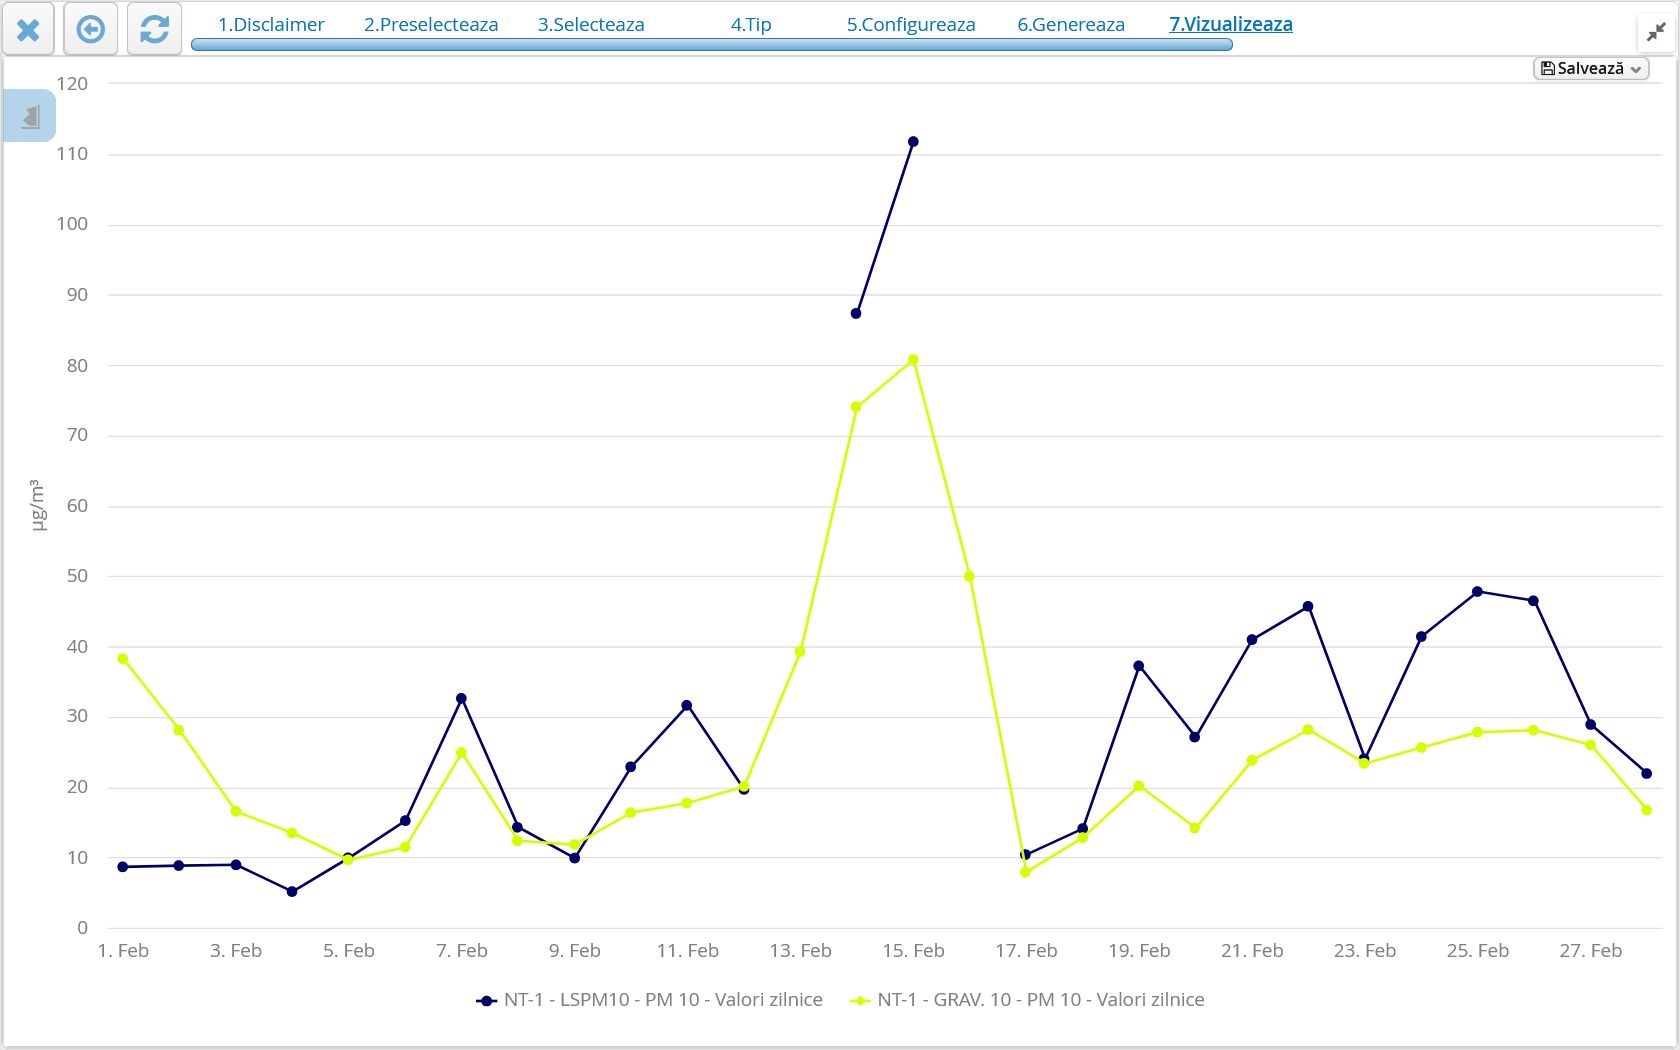 1.Disclaimer 2.Preselecteaza 3.Selecteaza 4.Tip 5.Configureaza 6.Genereaza 7.Vizualizeaza
Salvează
120
110
100
90
80
70
60
50
40
30
20
10
0
µg/m³
1. Feb 3. Feb 5. Feb 7. Feb 9. Feb 11. Feb 13. Feb 15. Feb 17. Feb 19. Feb 21. Feb 23. Feb 25. Feb 27. Feb
NT-1 - LSPM10 - PM 10 - Valori zilnice NT-1 - GRAV. 10 - PM 10 - Valori zilnice